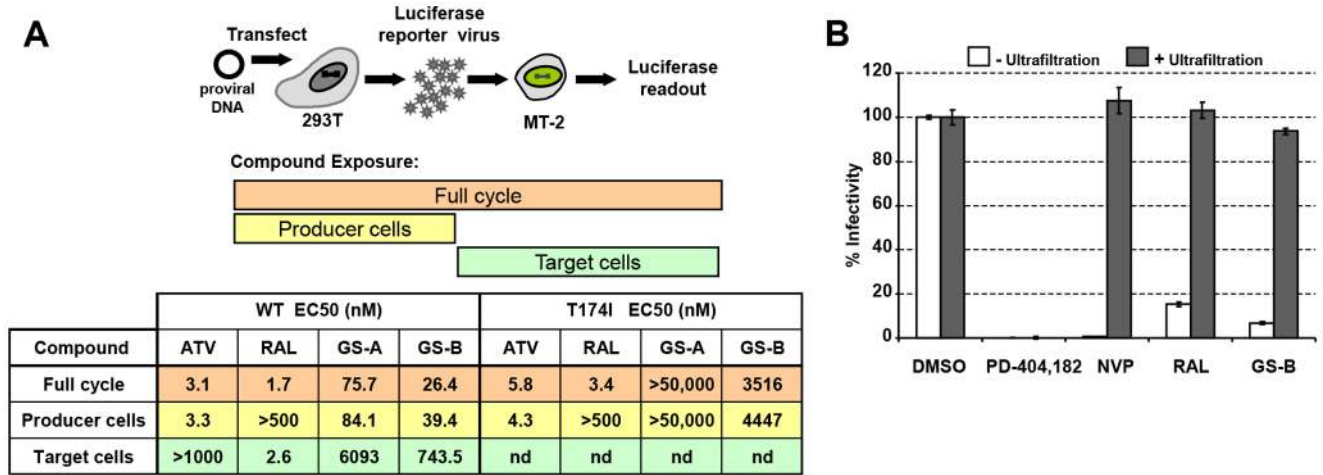 A
Transfect
proviral
DNA
293T
Luciferase
reporter virus
MT-2
Luciferase
readout
Compound Exposure:
Full cycle
Producer cells
Target cells
WT EC50 (nM) T174I EC50 (nM)
Compound ATV RAL GS-A GS-B ATV RAL GS-A GS-B
Full cycle 3.1 1.7 75.7 26.4 5.8 3.4 >50,000 3516
Producer cells 3.3 >500 84.1 39.4 4.3 >500 >50,000 4447
Target cells >1000 2.6 6093 743.5 nd nd nd nd
B
- Ultrafiltration + Ultrafiltration
% Infectivity
120
100
80
60
40
20
0
DMSO PD-404,182 NVP RAL GS-B